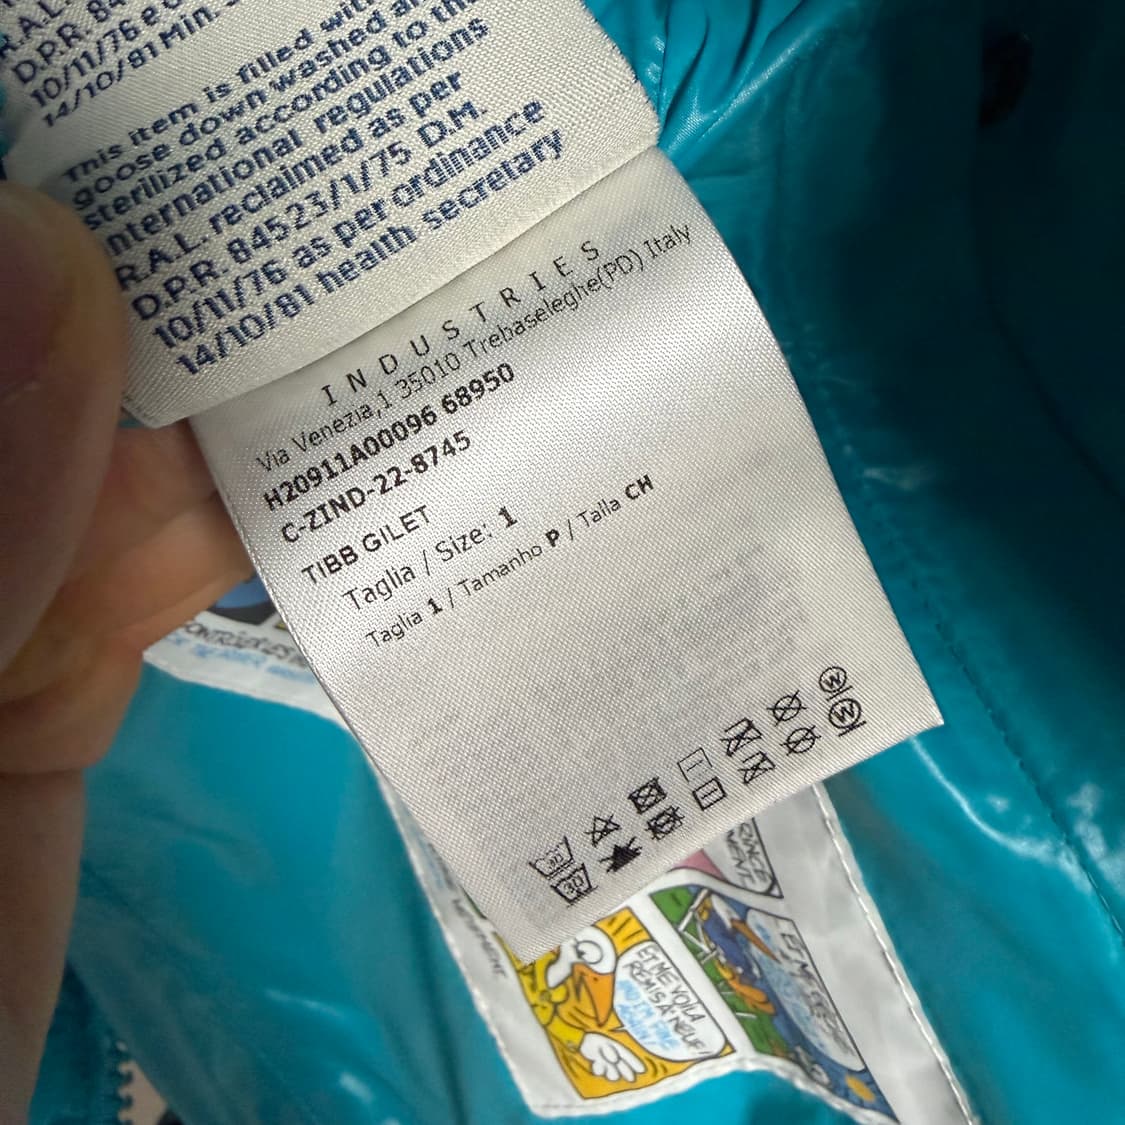 D.P.R. 84
10/11/76 e
14/10/81 Min.
This item is filled with
goose down washed
sterilized according to the
international regulations
R.A.L. reclaimed as per
D.P.R. 84523/1/75 D.M.
10/11/76 as per ordinance
14/10/81 health secretary
INDUSTRIES
Via Venezia,1 35010 Trebaseleghe(PD) Italy
H20911A00096 68950
C-ZIND-22-8745
TIBB GILET
Taglia / Size: 1
Taglia 1 / Tamanho P / Talla CH
W
W
ET ME VOILÀ
REMIS À NEUF!
AND I'M FINE
AGAIN!